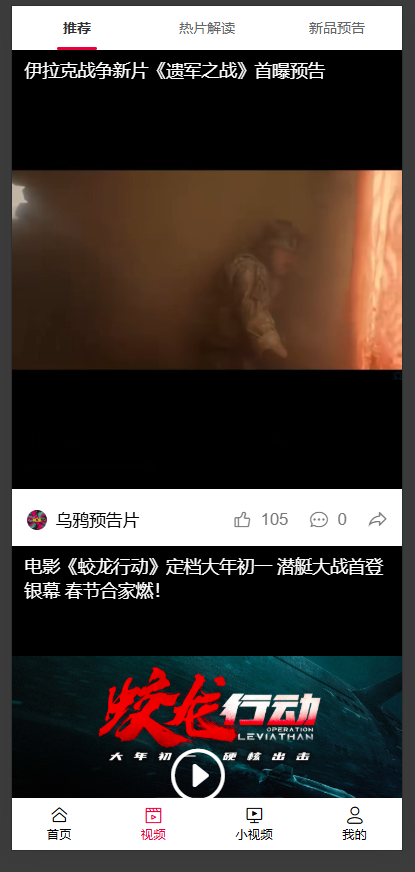 推荐 热片解读 新品预告
伊拉克战争新片《遗军之战》首曝预告
乌鸦预告片 105 0
电影《蛟龙行动》定档大年初一 潜艇大战首登
银幕 春节合家燃！
蛟龙行动
OPERATION
LEVIATHAN
大年初一 硬核出击
首页 视频 小视频 我的